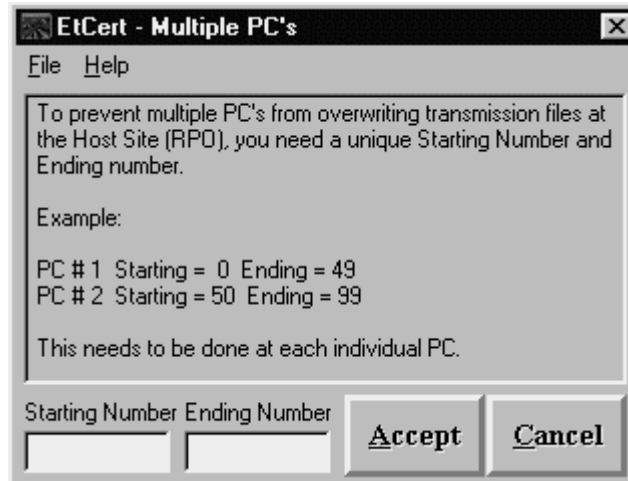 EtCert - Multiple PC's
File Help
To prevent multiple PC's from overwriting transmission files at
the Host Site (RPO), you need a unique Starting Number and
Ending number.
Example:
PC # 1 Starting = 0 Ending = 49
PC # 2 Starting = 50 Ending = 99
This needs to be done at each individual PC.
Starting Number Ending Number
Accept Cancel